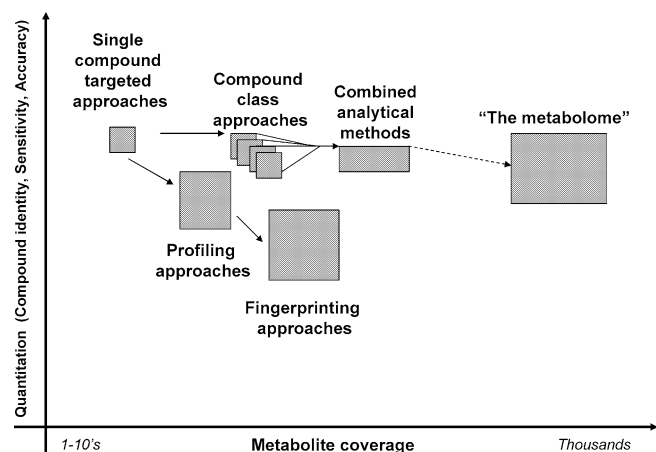 Quantitation (Compound identity, Sensitivity, Accuracy)
Single
compound
targeted
approaches
Compound
class
approaches
Combined
analytical
methods
“The metabolome”
Profiling
approaches
Fingerprinting
approaches
1-10’s
Metabolite coverage
Thousands